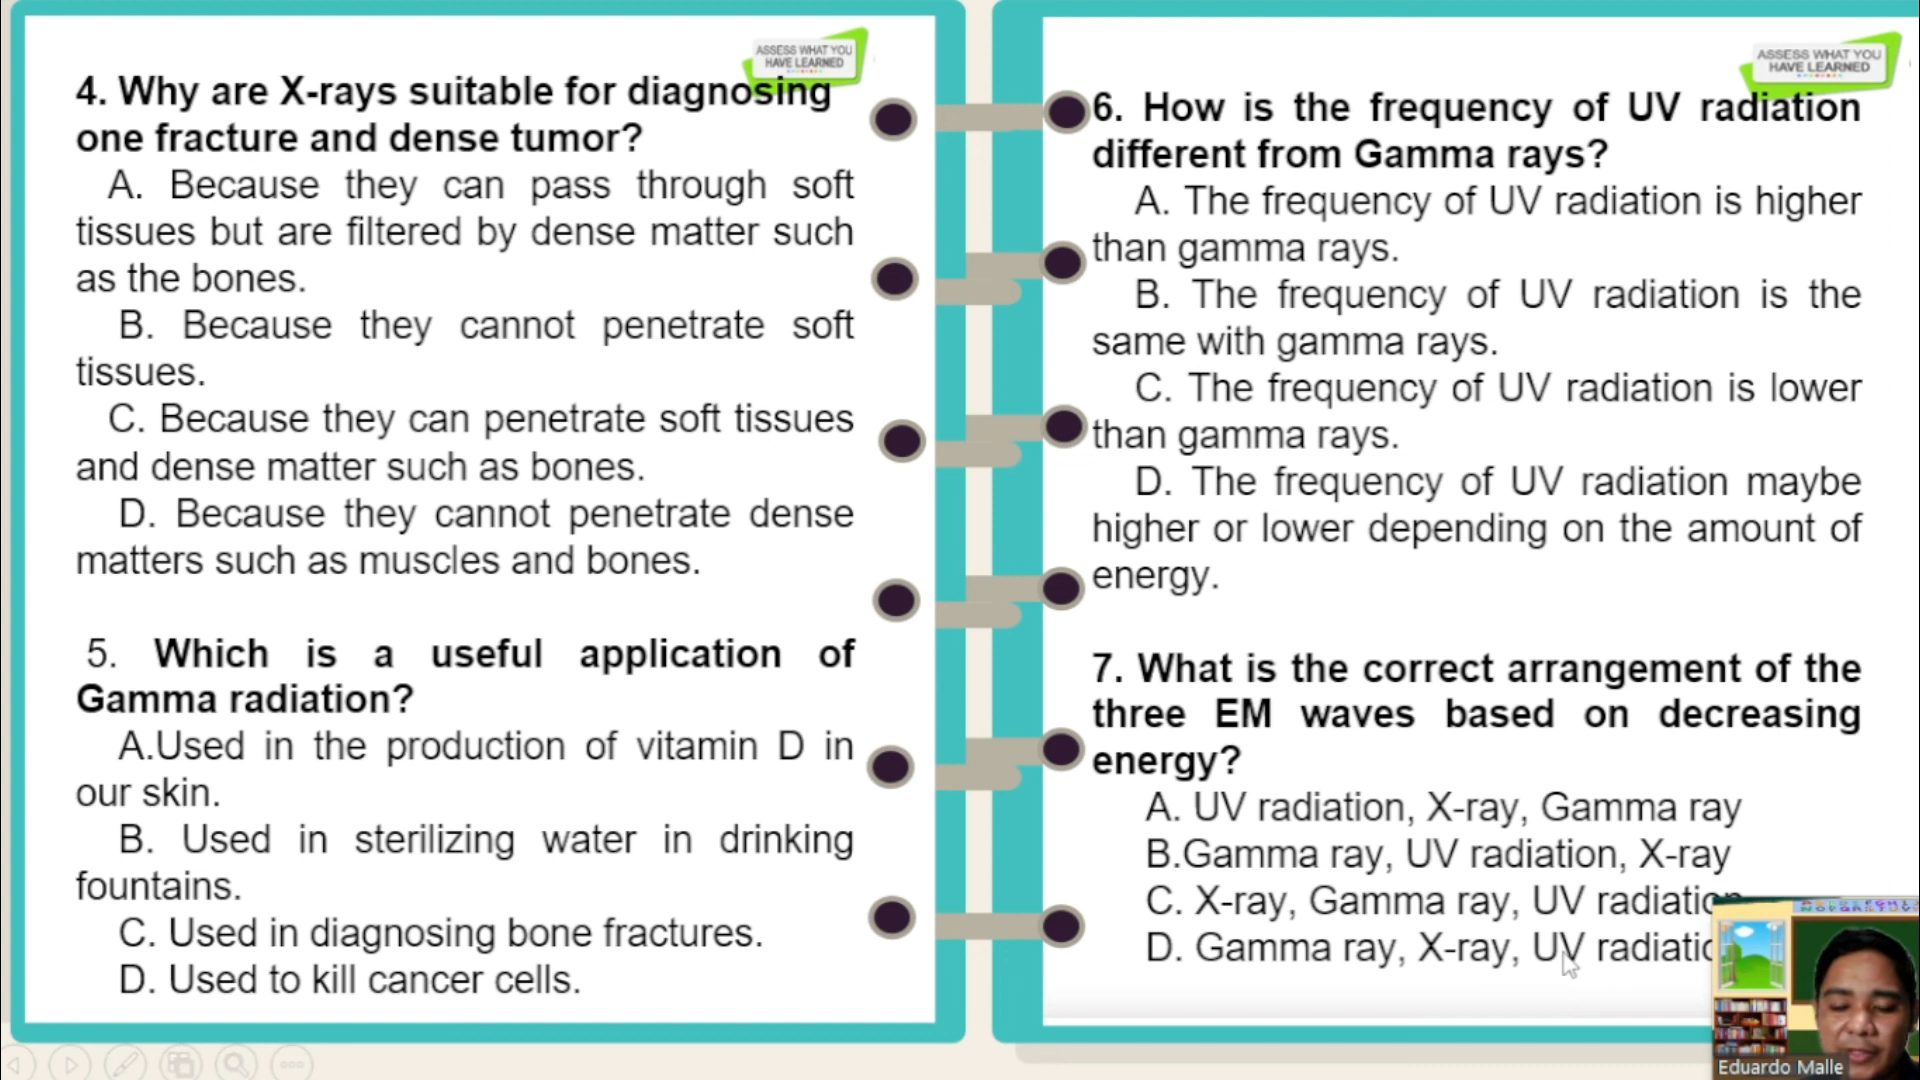 ASSESS WHAT YOU
HAVE LEARNED
4. Why are X-rays suitable for diagnosing
one fracture and dense tumor?
A. Because they can pass through soft
tissues but are filtered by dense matter such
as the bones.
B. Because they cannot penetrate soft
tissues.
C. Because they can penetrate soft tissues
and dense matter such as bones.
D. Because they cannot penetrate dense
matters such as muscles and bones.
5. Which is a useful application of
Gamma radiation?
A.Used in the production of vitamin D in
our skin.
B. Used in sterilizing water in drinking
fountains.
C. Used in diagnosing bone fractures.
D. Used to kill cancer cells.
ASSESS WHAT YOU
HAVE LEARNED
6. How is the frequency of UV radiation
different from Gamma rays?
A. The frequency of UV radiation is higher
than gamma rays.
B. The frequency of UV radiation is the
same with gamma rays.
C. The frequency of UV radiation is lower
than gamma rays.
D. The frequency of UV radiation maybe
higher or lower depending on the amount of
energy.
7. What is the correct arrangement of the
three EM waves based on decreasing
energy?
A. UV radiation, X-ray, Gamma ray
B.Gamma ray, UV radiation, X-ray
C. X-ray, Gamma ray, UV radiation
D. Gamma ray, X-ray, UV radiatio
Eduardo Malle